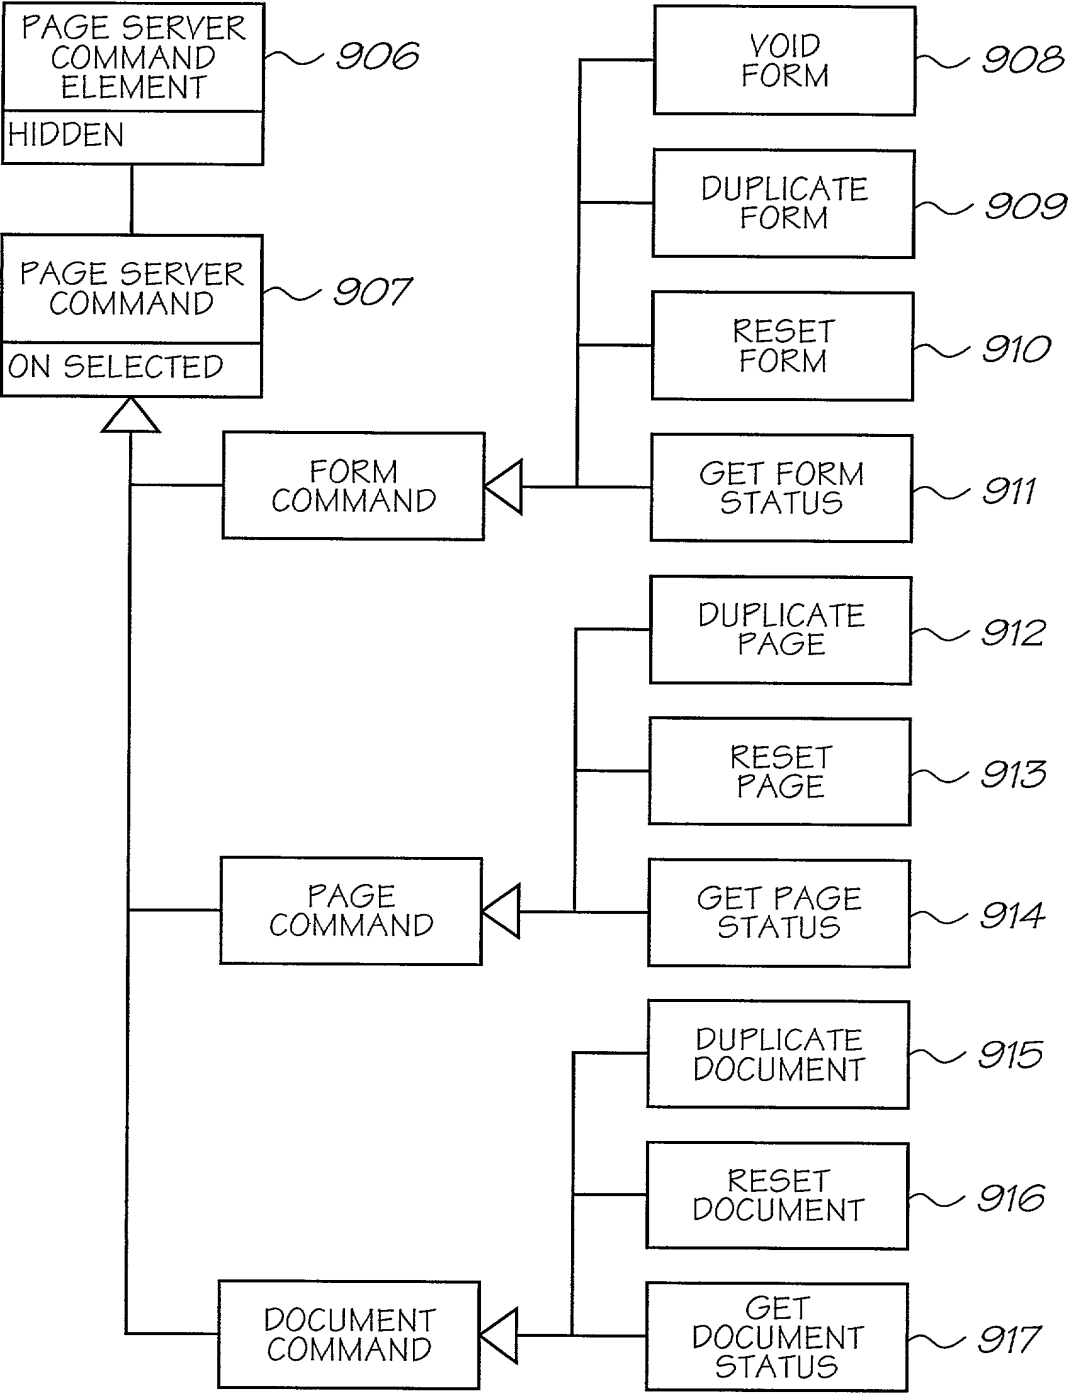 PAGE SERVER
COMMAND
ELEMENT
906
HIDDEN
PAGE SERVER
COMMAND
907
ON SELECTED
FORM
COMMAND
VOID
FORM
908
DUPLICATE
FORM
909
RESET
FORM
910
GET FORM
STATUS
911
PAGE
COMMAND
DUPLICATE
PAGE
912
RESET
PAGE
913
GET PAGE
STATUS
914
DOCUMENT
COMMAND
DUPLICATE
DOCUMENT
915
RESET
DOCUMENT
916
GET
DOCUMENT
STATUS
917